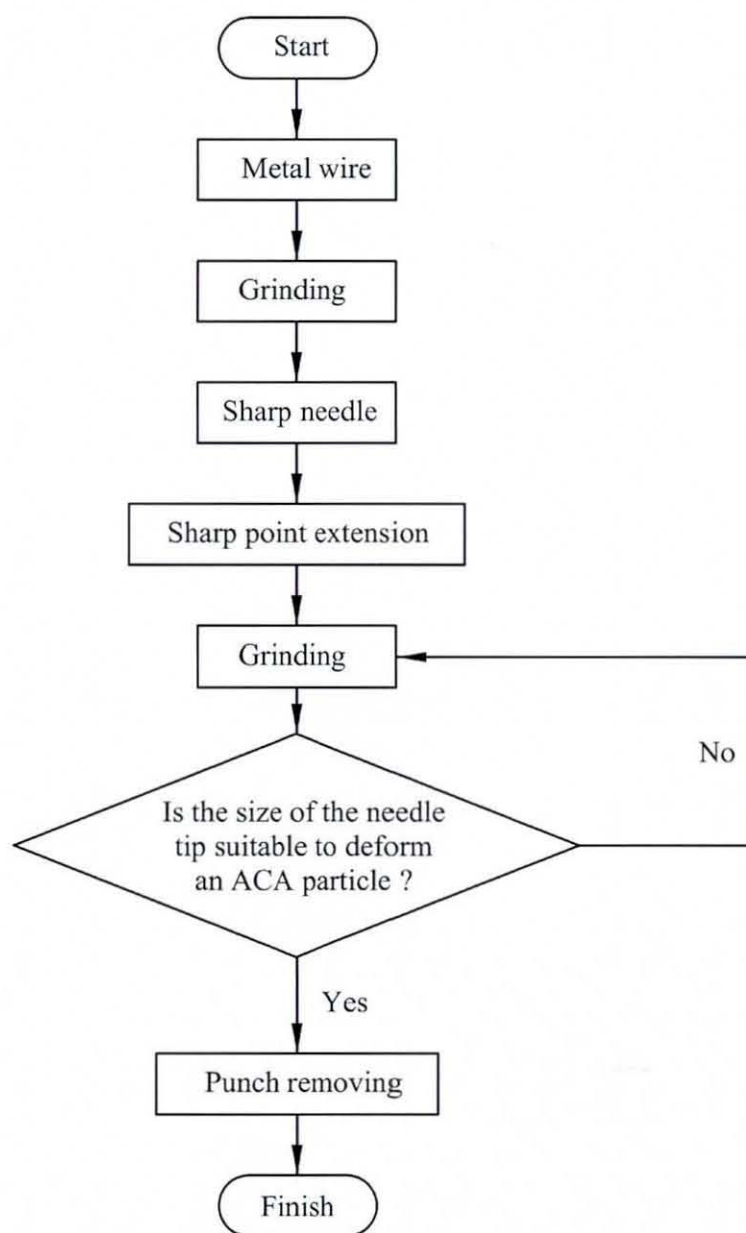 Start
Metal wire
Grinding
Sharp needle
Sharp point extension
Grinding
No
Is the size of the needle
tip suitable to deform
an ACA particle ?
Yes
Punch removing
Finish